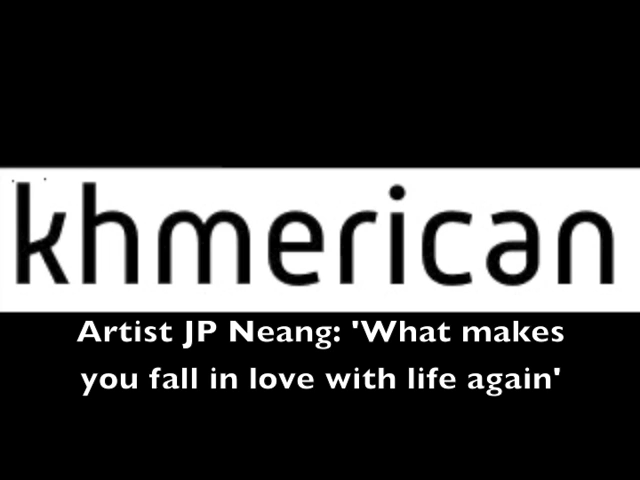 khmerican
Artist JP Neang: 'What makes
you fall in love with life again'